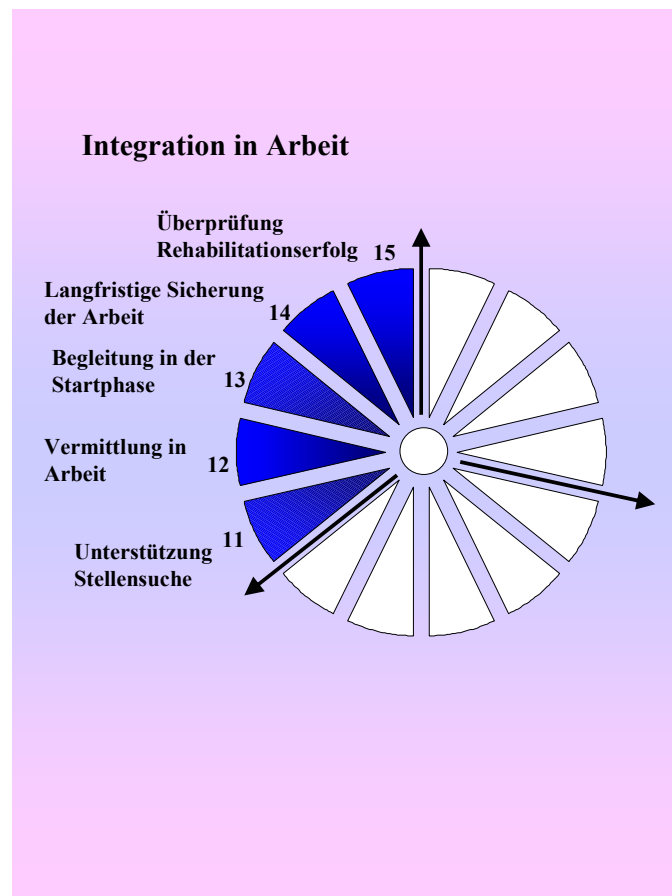 Integration in Arbeit
Überprüfung
Rehabilitationserfolg
15
Langfristige Sicherung
der Arbeit
14
Begleitung in der
Startphase
13
Vermittlung in
Arbeit
12
11
Unterstützung
Stellensuche